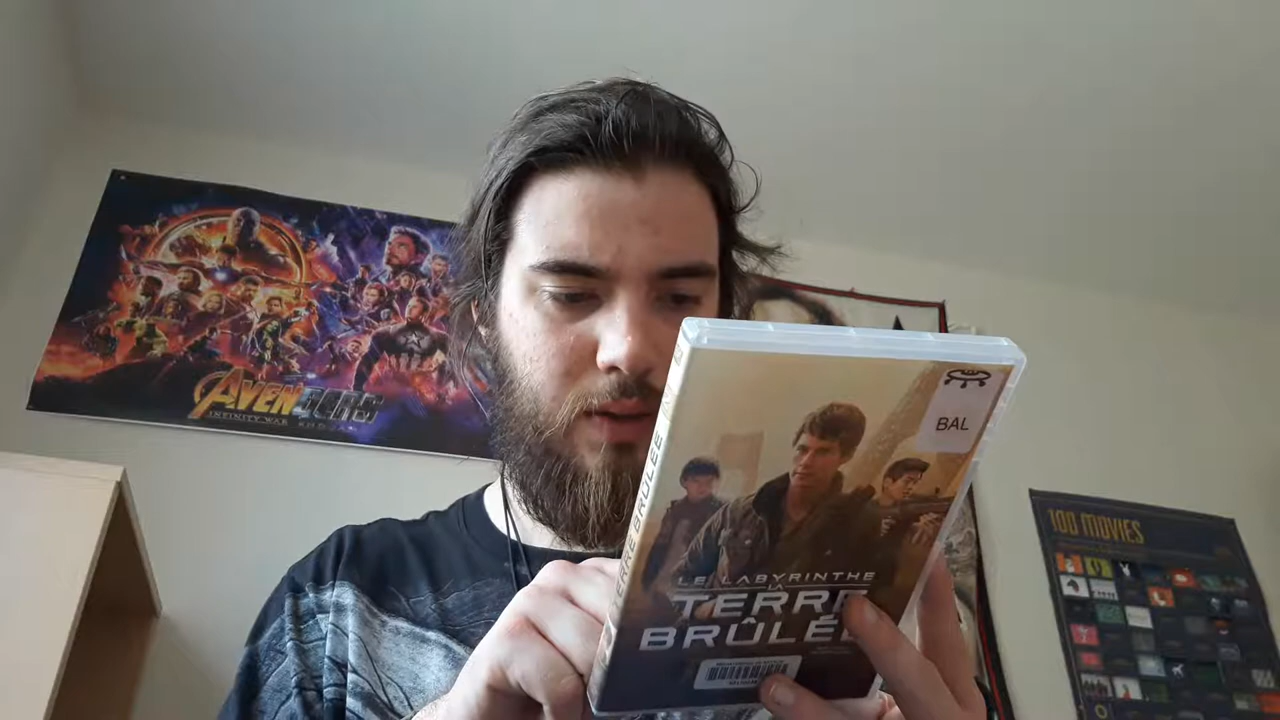 AVENGERS
INFINITY WAR
100 MOVIES
BAL
TERRE BRÛLÉE
LE LABYRINTHE
LA
TERRE
BRÛLÉE